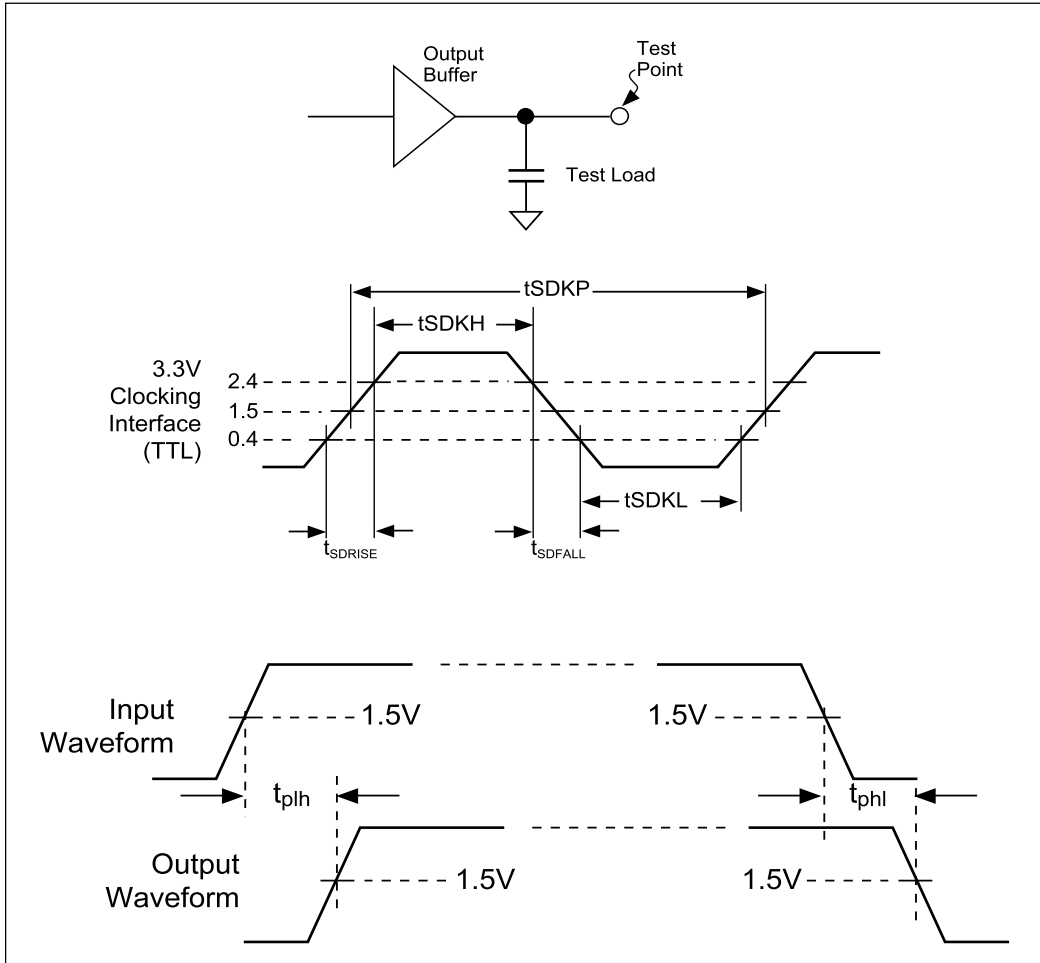 Output
Buffer
Test
Point
Test Load
tSDKP
tSDKH
3.3V
Clocking
Interface
(TTL)
2.4
1.5
0.4
tSDKL
tSDRISE
tSDFALL
Input
Waveform
1.5V
1.5V
tplh
tphl
Output
Waveform
1.5V
1.5V